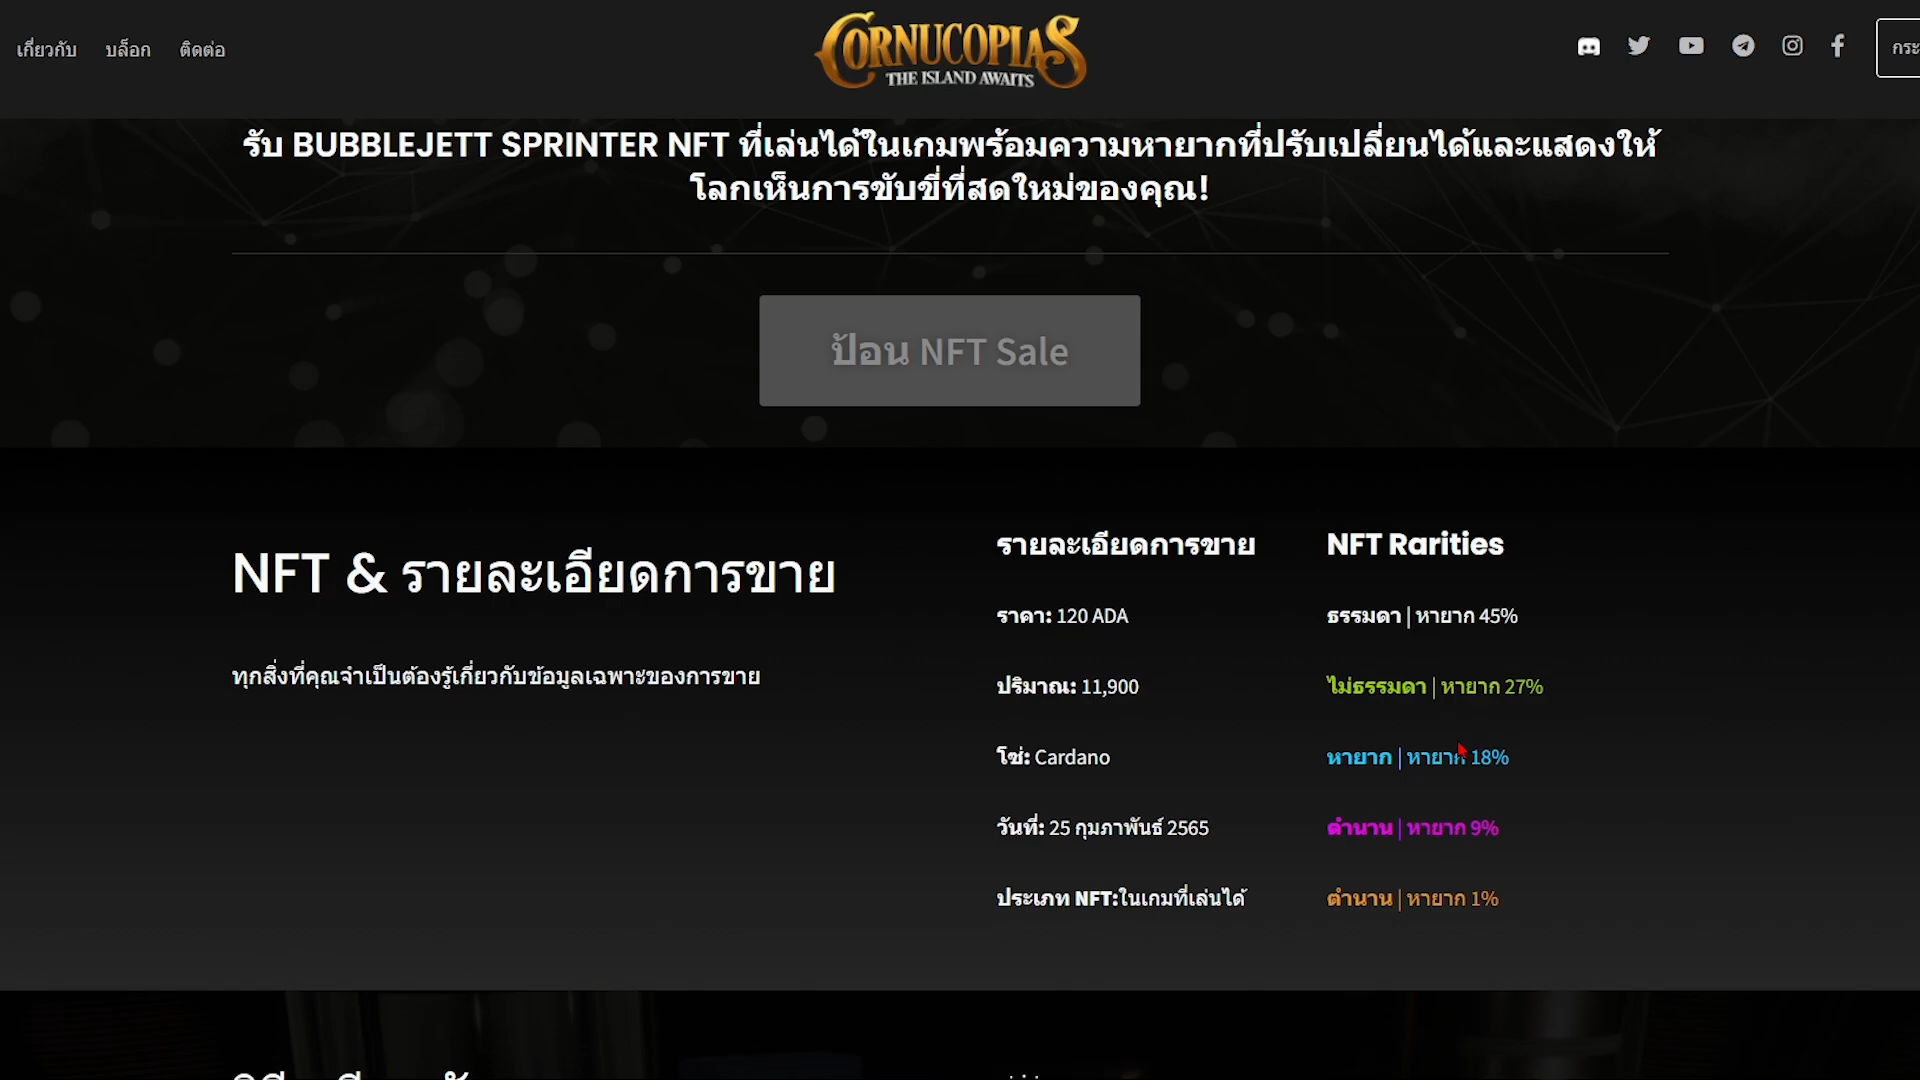 เกี่ยวกับ บล็อก ติดต่อ
CORNUCOPIAS
THE ISLAND AWAITS
กระ
รับ BUBBLEJETT SPRINTER NFT ที่เล่นได้ในเกมพร้อมความหายากที่ปรับเปลี่ยนได้และแสดงให้
โลกเห็นการขับขี่ที่สดใหม่ของคุณ!
ป้อน NFT Sale
NFT & รายละเอียดการขาย
ทุกสิ่งที่คุณจำเป็นต้องรู้เกี่ยวกับข้อมูลเฉพาะของการขาย
รายละเอียดการขาย
ราคา: 120 ADA
ปริมาณ: 11,900
โซ่: Cardano
วันที่: 25 กุมภาพันธ์ 2565
ประเภท NFT:ในเกมที่เล่นได้
NFT Rarities
ธรรมดา | หายาก 45%
ไม่ธรรมดา | หายาก 27%
หายาก | หายาก 18%
ตำนาน | หายาก 9%
ตำนาน | หายาก 1%